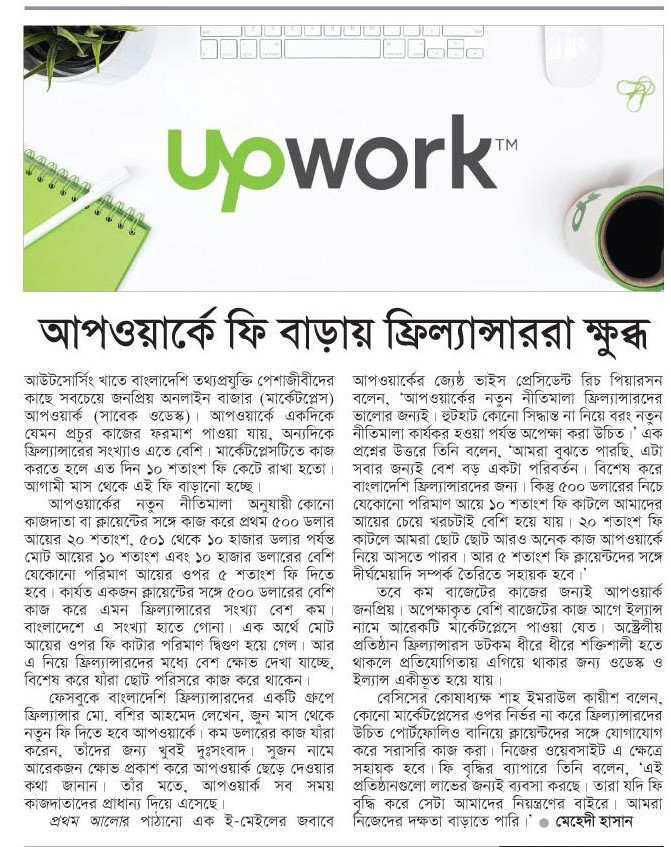 upwork™
আপওয়ার্কে ফি বাড়ায় ফ্রিল্যান্সাররা ক্ষুব্ধ
আউটসোর্সিং খাতে বাংলাদেশি তথ্যপ্রযুক্তি পেশাজীবীদের
কাছে সবচেয়ে জনপ্রিয় অনলাইন বাজার (মার্কেটপ্লেস)
আপওয়ার্ক (সাবেক ওডেস্ক)। আপওয়ার্কে একদিকে
যেমন প্রচুর কাজের ফরমাশ পাওয়া যায়, অন্যদিকে
ফ্রিল্যান্সারের সংখ্যাও এতে বেশি। মার্কেটপ্লেসটিতে কাজ
করতে হলে এত দিন ১০ শতাংশ ফি কেটে রাখা হতো।
আগামী মাস থেকে এই ফি বাড়ানো হচ্ছে।
আপওয়ার্কের নতুন নীতিমালা অনুযায়ী কোনো
কাজদাতা বা ক্লায়েন্টের সঙ্গে কাজ করে প্রথম ৫০০ ডলার
আয়ের ২০ শতাংশ, ৫০১ থেকে ১০ হাজার ডলার পর্যন্ত
মোট আয়ের ১০ শতাংশ এবং ১০ হাজার ডলারের বেশি
যেকোনো পরিমাণ আয়ের ওপর ৫ শতাংশ ফি দিতে
হবে। কার্যত একজন ক্লায়েন্টের সঙ্গে ৫০০ ডলারের বেশি
কাজ করে এমন ফ্রিল্যান্সারের সংখ্যা বেশ কম।
বাংলাদেশে এ সংখ্যা হাতে গোনা। এক অর্থে মোট
আয়ের ওপর ফি কাটার পরিমাণ দ্বিগুণ হয়ে গেল। আর
এ নিয়ে ফ্রিল্যান্সারদের মধ্যে বেশ ক্ষোভ দেখা যাচ্ছে,
বিশেষ করে যাঁরা ছোট পরিসরে কাজ করে থাকেন।
ফেসবুকে বাংলাদেশি ফ্রিল্যান্সারদের একটি গ্রুপে
ফ্রিল্যান্সার মো. বশির আহমেদ লেখেন, জুন মাস থেকে
নতুন ফি দিতে হবে আপওয়ার্কে। কম ডলারের কাজ যাঁরা
করেন, তাঁদের জন্য খুবই দুঃসংবাদ। সুজন নামে
আরেকজন ক্ষোভ প্রকাশ করে আপওয়ার্ক ছেড়ে দেওয়ার
কথা জানান। তাঁর মতে, আপওয়ার্ক সব সময়
কাজদাতাদের প্রাধান্য দিয়ে এসেছে।
প্রথম আলোর পাঠানো এক ই-মেইলের জবাবে
আপওয়ার্কের জ্যেষ্ঠ ভাইস প্রেসিডেন্ট রিচ পিয়ারসন
বলেন, ‘আপওয়ার্কের নতুন নীতিমালা ফ্রিল্যান্সারদের
ভালোর জন্যই। হুটহাট কোনো সিদ্ধান্ত না নিয়ে বরং নতুন
নীতিমালা কার্যকর হওয়া পর্যন্ত অপেক্ষা করা উচিত।’ এক
প্রশ্নের উত্তরে তিনি বলেন, ‘আমরা বুঝতে পারছি, এটা
সবার জন্যই বেশ বড় একটা পরিবর্তন। বিশেষ করে
বাংলাদেশি ফ্রিল্যান্সারদের জন্য। কিন্তু ৫০০ ডলারের নিচে
যেকোনো পরিমাণ আয়ে ১০ শতাংশ ফি কাটলে আমাদের
আয়ের চেয়ে খরচটাই বেশি হয়ে যায়। ২০ শতাংশ ফি
কাটলে আমরা ছোট ছোট আরও অনেক কাজ আপওয়ার্কে
নিয়ে আসতে পারব। আর ৫ শতাংশ ফি ক্লায়েন্টদের সঙ্গে
দীর্ঘমেয়াদি সম্পর্ক তৈরিতে সহায়ক হবে।’
তবে কম বাজেটের কাজের জন্যই আপওয়ার্ক
জনপ্রিয়। অপেক্ষাকৃত বেশি বাজেটের কাজ আগে ইল্যান্স
নামে আরেকটি মার্কেটপ্লেসে পাওয়া যেত। অস্ট্রেলীয়
প্রতিষ্ঠান ফ্রিল্যান্সারস ডটকম ধীরে ধীরে শক্তিশালী হতে
থাকলে প্রতিযোগিতায় এগিয়ে থাকার জন্য ওডেস্ক ও
ইল্যান্স একীভূত হয়ে যায়।
বেসিসের কোষাধ্যক্ষ শাহ ইমরাউল কায়ীশ বলেন,
কোনো মার্কেটপ্লেসের ওপর নির্ভর না করে ফ্রিল্যান্সারদের
উচিত পোর্টফোলিও বানিয়ে ক্লায়েন্টদের সঙ্গে যোগাযোগ
করে সরাসরি কাজ করা। নিজের ওয়েবসাইট এ ক্ষেত্রে
সহায়ক হবে। ফি বৃদ্ধির ব্যাপারে তিনি বলেন, ‘এই
প্রতিষ্ঠানগুলো লাভের জন্যই ব্যবসা করছে। তারা যদি ফি
বৃদ্ধি করে সেটা আমাদের নিয়ন্ত্রণের বাইরে। আমরা
নিজেদের দক্ষতা বাড়াতে পারি।’ ● মেহেদী হাসান